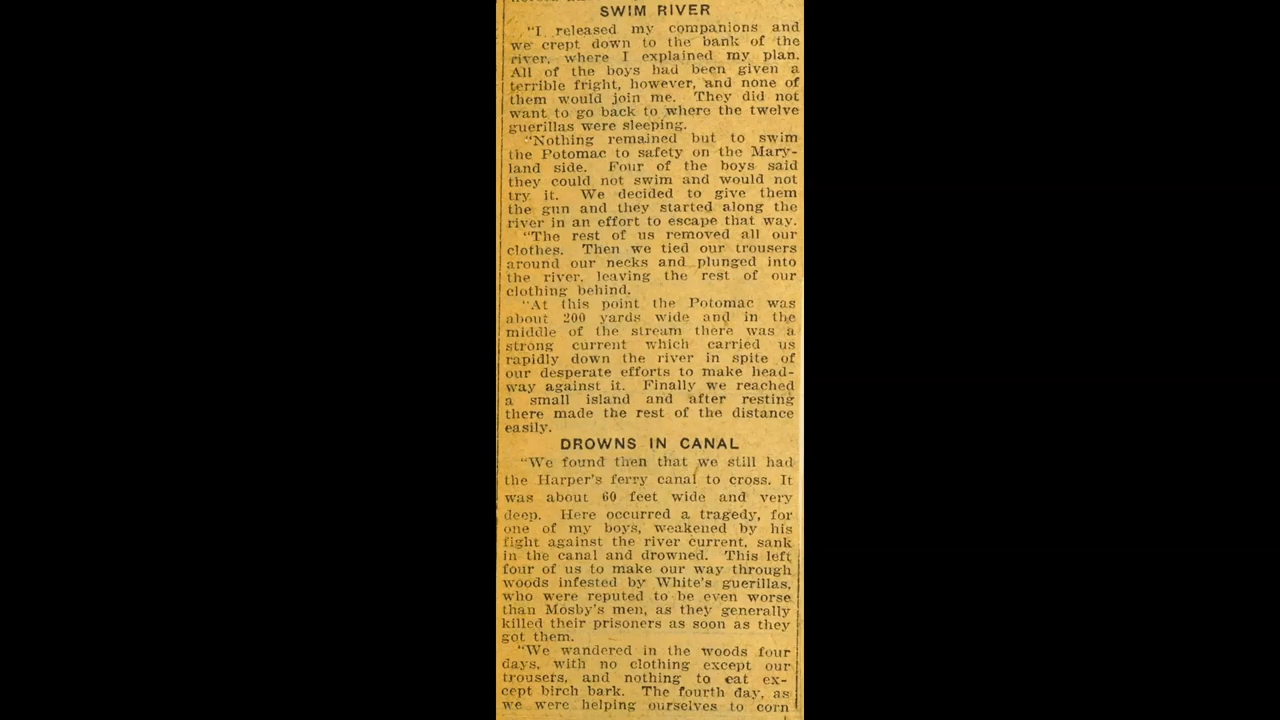 SWIM RIVER
"I released my companions and
we crept down to the bank of the
river, where I explained my plan.
All of the boys had been given a
terrible fright, however, and none of
them would join me. They did not
want to go back to where the twelve
guerillas were sleeping.
"Nothing remained but to swim
the Potomac to safety on the Mary-
land side. Four of the boys said
they could not swim and would not
try it. We decided to give them
the gun and they started along the
river in an effort to escape that way.
"The rest of us removed all our
clothes. Then we tied our trousers
around our necks and plunged into
the river, leaving the rest of our
clothing behind.
"At this point the Potomac was
about 200 yards wide and in the
middle of the stream there was a
strong current which carried us
rapidly down the river in spite of
our desperate efforts to make head-
way against it. Finally we reached
a small island and after resting
there made the rest of the distance
easily.
DROWNS IN CANAL
"We found then that we still had
the Harper's ferry canal to cross. It
was about 60 feet wide and very
deep. Here occurred a tragedy, for
one of my boys, weakened by his
fight against the river current, sank
in the canal and drowned. This left
four of us to make our way through
woods infested by White's guerillas,
who were reputed to be even worse
than Mosby's men, as they generally
killed their prisoners as soon as they
got them.
"We wandered in the woods four
days, with no clothing except our
trousers, and nothing to eat ex-
cept birch bark. The fourth day, as
we were helping ourselves to corn